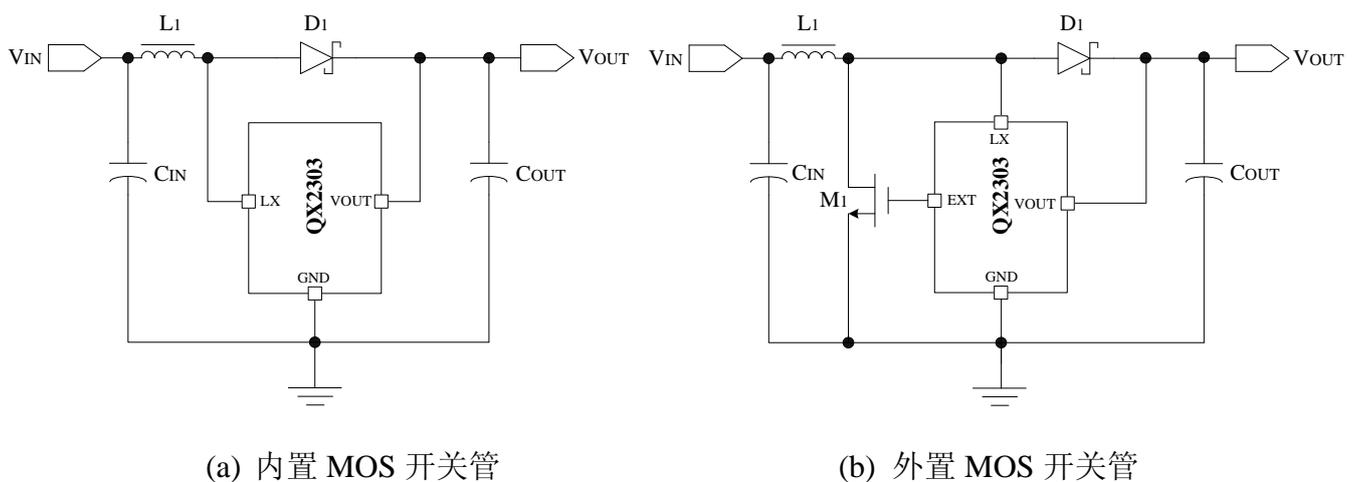 L1
D1
VIN
VOUT
CIN
COUT
LX
VOUT
QX2303
GND
(a) 内置 MOS 开关管
L1
D1
VIN
VOUT
CIN
COUT
M1
LX
EXT
VOUT
QX2303
GND
(b) 外置 MOS 开关管